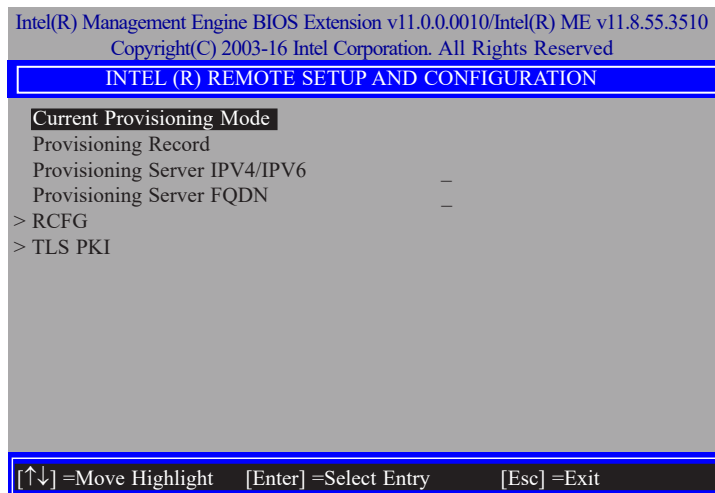 Intel(R) Management Engine BIOS Extension v11.0.0.0010/Intel(R) ME v11.8.55.3510
Copyright(C) 2003-16 Intel Corporation. All Rights Reserved
INTEL (R) REMOTE SETUP AND CONFIGURATION
Current Provisioning Mode
Provisioning Record
Provisioning Server IPV4/IPV6 _
Provisioning Server FQDN _
> RCFG
> TLS PKI
[↑↓] =Move Highlight [Enter] =Select Entry [Esc] =Exit